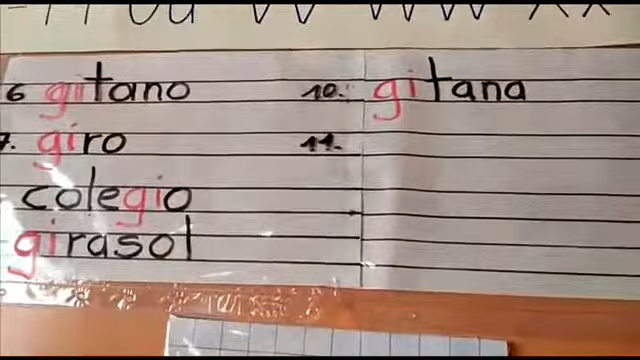 U U V V W W W X X
6 gitano
7. giro
colegio
girasol
10. gitana
11.